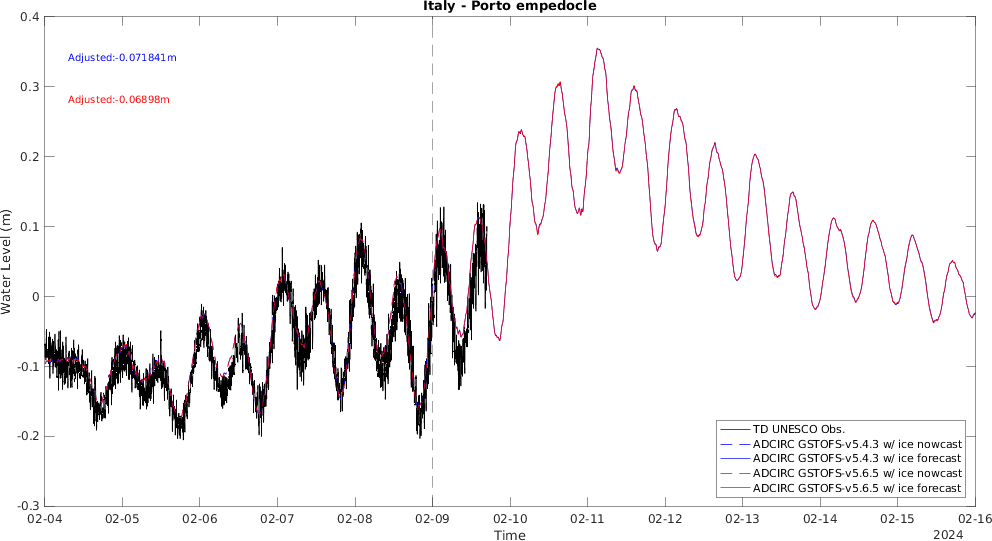 Italy - Porto empedocle
0.4
0.3
0.2
0.1
0
-0.1
-0.2
-0.3
Water Level (m)
Adjusted:-0.071841m
Adjusted:-0.06898m
TD UNESCO Obs.
ADCIRC GSTOFS-v5.4.3 w/ ice nowcast
ADCIRC GSTOFS-v5.4.3 w/ ice forecast
ADCIRC GSTOFS-v5.6.5 w/ ice nowcast
ADCIRC GSTOFS-v5.6.5 w/ ice forecast
02-04 02-05 02-06 02-07 02-08 02-09 02-10 02-11 02-12 02-13 02-14 02-15 02-16
Time
2024